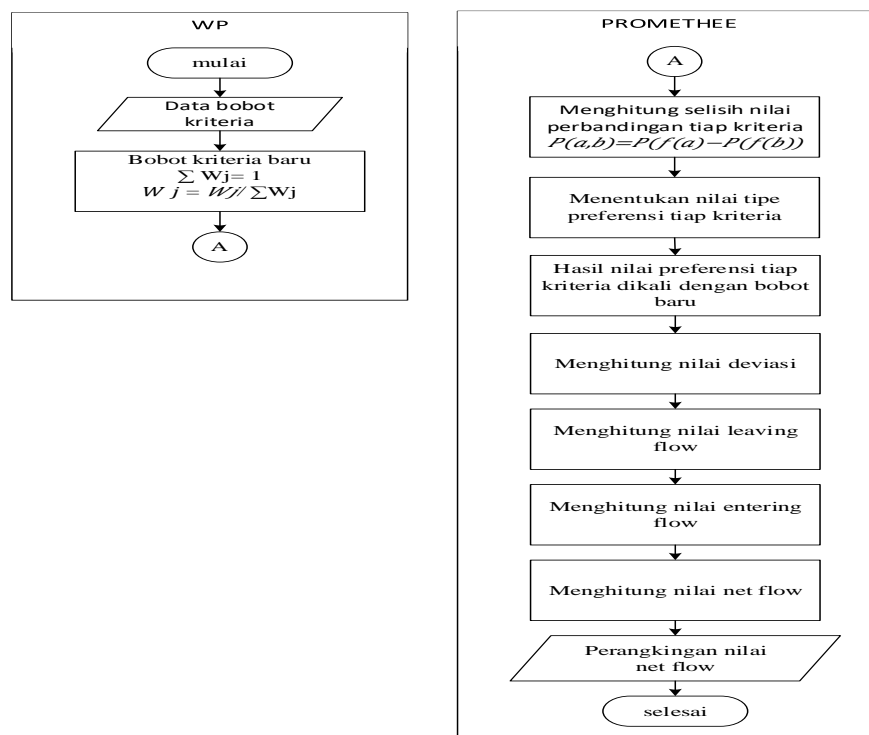 WP
mulai
Data bobot
kriteria
Bobot kriteria baru
∑ Wj= 1
W j = Wj/ ∑Wj
A
PROMETHEE
A
Menghitung selisih nilai
perbandingan tiap kriteria
P(a,b)=P(f(a)−P(f(b))
Menentukan nilai tipe
preferensi tiap kriteria
Hasil nilai preferensi tiap
kriteria dikali dengan bobot
baru
Menghitung nilai deviasi
Menghitung nilai leaving
flow
Menghitung nilai entering
flow
Menghitung nilai net flow
Perangkingan nilai
net flow
selesai